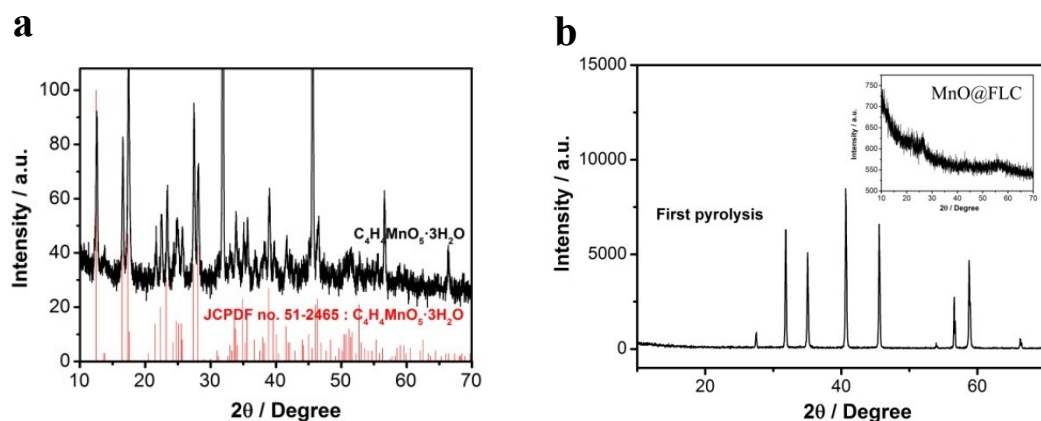 a
100
80
60
40
20
0
Intensity / a.u.
C₄H₄MnO₅·3H₂O
JCPDF no. 51-2465 : C₄H₄MnO₅·3H₂O
10 20 30 40 50 60 70
2θ / Degree
b
15000
10000
5000
0
Intensity / a.u.
First pyrolysis
20 40 60
2θ / Degree
MnO@FLC
750
700
650
600
550
500
Intensity / a.u.
10 20 30 40 50 60 70
2θ / Degree